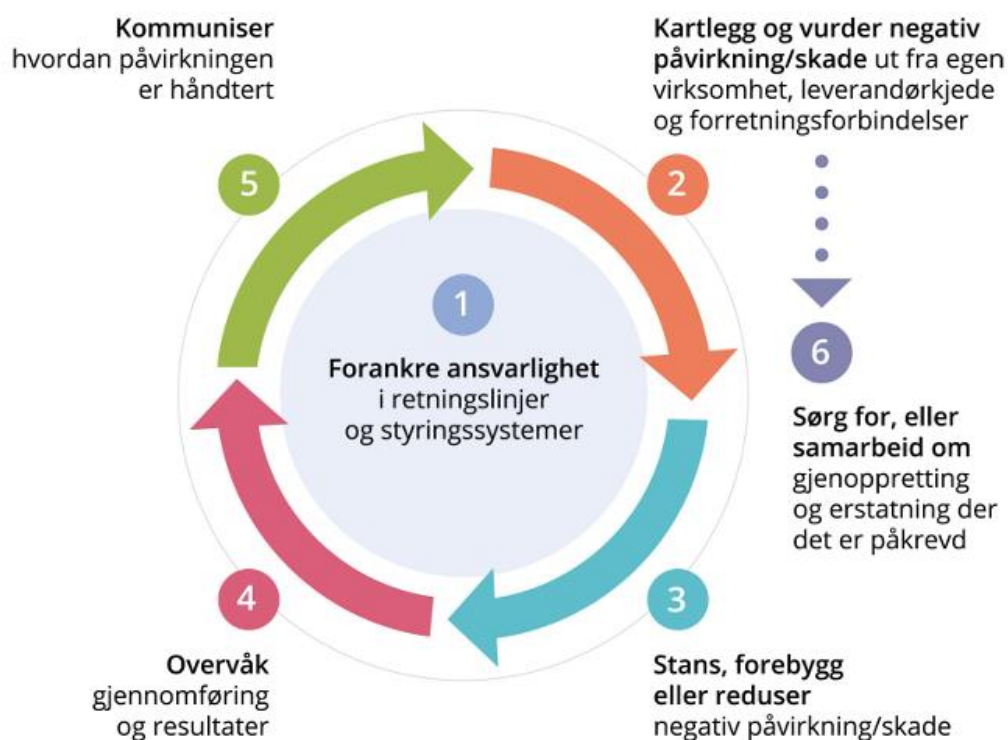 Kommuniser
hvordan påvirkningen
er håndtert
5
Kartlegg og vurder negativ
påvirkning/skade ut fra egen
virksomhet, leverandørkjede
og forretningsforbindelser
2
1
Forankre ansvarlighet
i retningslinjer
og styringssystemer
6
Sørg for, eller
samarbeid om
gjenoppretting
og erstatning der
det er påkrevd
4
Overvåk
gjennomføring
og resultater
3
Stans, forebygg
eller reduser
negativ påvirkning/skade